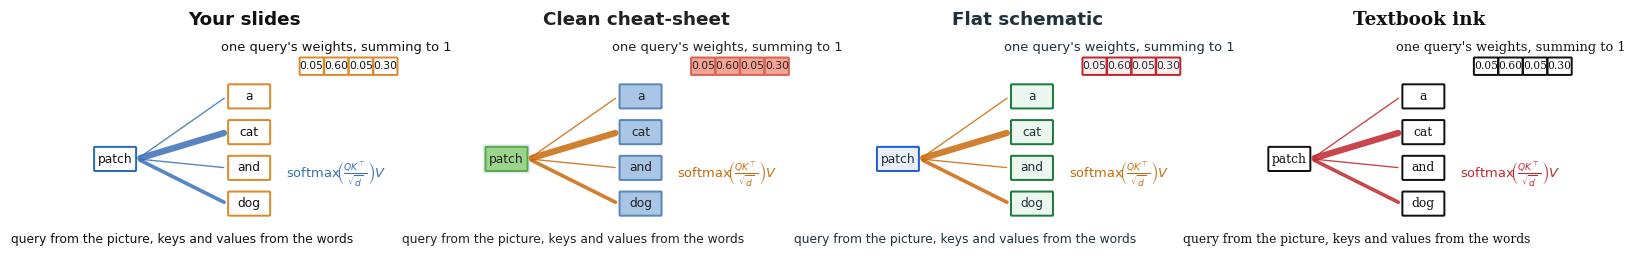 Your slides
one query's weights, summing to 1
0.05 0.60 0.05 0.30
a
cat
patch
and
softmax(QK⊤/√d)V
dog
query from the picture, keys and values from the words
Clean cheat-sheet
one query's weights, summing to 1
0.05 0.60 0.05 0.30
a
cat
patch
and
softmax(QK⊤/√d)V
dog
query from the picture, keys and values from the words
Flat schematic
one query's weights, summing to 1
0.05 0.60 0.05 0.30
a
cat
patch
and
softmax(QK⊤/√d)V
dog
query from the picture, keys and values from the words
Textbook ink
one query's weights, summing to 1
0.05 0.60 0.05 0.30
a
cat
patch
and
softmax(QK⊤/√d)V
dog
query from the picture, keys and values from the words